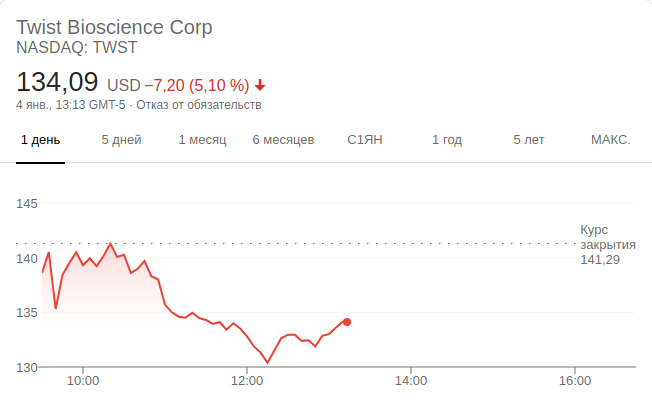 Twist Bioscience Corp
NASDAQ: TWST
134,09 USD −7,20 (5,10 %)
4 янв., 13:13 GMT-5 · Отказ от обязательств
1 день 5 дней 1 месяц 6 месяцев С1ЯН 1 год 5 лет МАКС.
145
140
135
130
Курс
закрытия
141,29
10:00 12:00 14:00 16:00